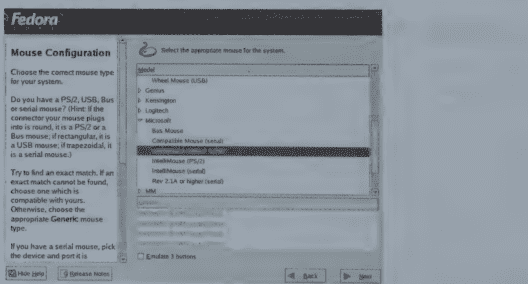 Fedora
Mouse Configuration
Choose the correct mouse type
for your system.
Do you have a PS/2, USB, Bus
or serial mouse? (Hint: If the
connector your mouse plugs
into is round, it is a PS/2 or a
Bus mouse; if rectangular, it is
a USB mouse; if trapezoidal, it
is a serial mouse.)
Try to find an exact match. If an
exact match cannot be found,
choose one which is
compatible with yours.
Otherwise, choose the
appropriate Generic mouse
type.
If you have a serial mouse, pick
the device and port it is
Hide Help
Release Notes
Select the appropriate mouse for the system.
Model
Wheel Mouse (USB)
Genius
Kensington
Logitech
Microsoft
Bus Mouse
Compatible Mouse (serial)
IntelliMouse (PS/2)
IntelliMouse (serial)
Rev 2.1A or higher (serial)
MM
Emulate 3 buttons
Back
Next